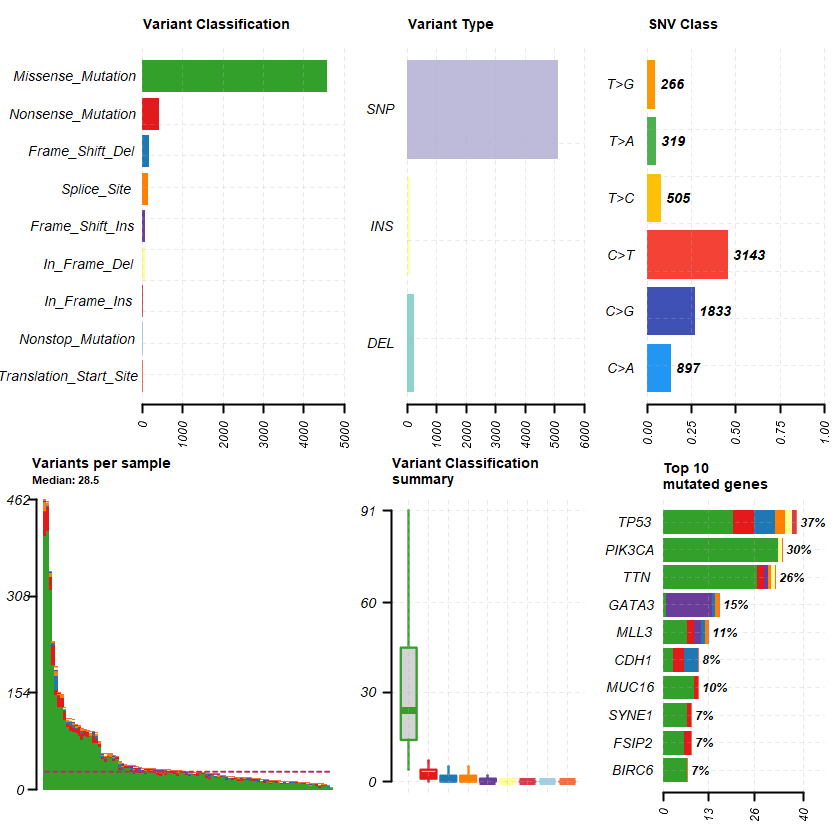 Variant Classification
Missense_Mutation
Nonsense_Mutation
Frame_Shift_Del
Splice_Site
Frame_Shift_Ins
In_Frame_Del
In_Frame_Ins
Nonstop_Mutation
Translation_Start_Site
0
1000
2000
3000
4000
5000
Variant Type
SNP
INS
DEL
0
1000
2000
3000
4000
5000
6000
SNV Class
T>G
266
T>A
319
T>C
505
C>T
3143
C>G
1833
C>A
897
0.00
0.25
0.50
0.75
1.00
Variants per sample
Median: 28.5
462
308
154
0
Variant Classification
summary
91
60
30
0
Top 10
mutated genes
TP53
37%
PIK3CA
30%
TTN
26%
GATA3
15%
MLL3
11%
CDH1
8%
MUC16
10%
SYNE1
7%
FSIP2
7%
BIRC6
7%
0
13
26
40